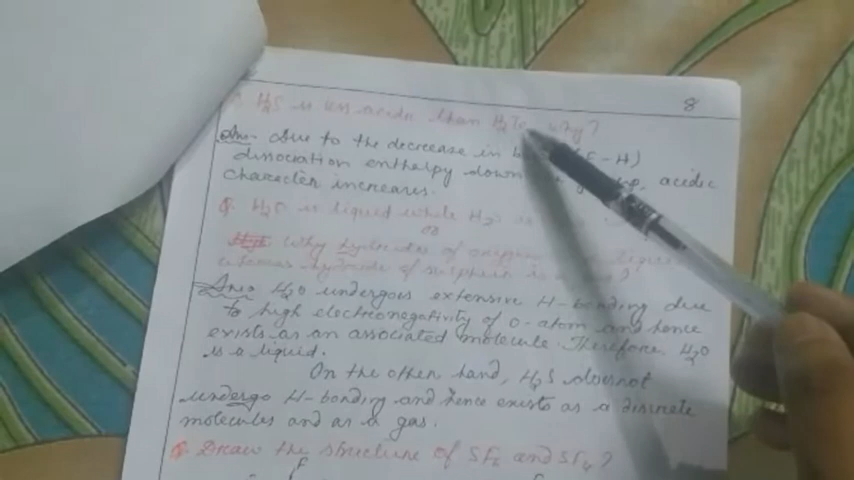 8
Q. H2S is less acidic than H2Te why?
Ans. Due to the decrease in (E-H)
dissociation enthalpy down group, acidic
character increases.
Q. H2O is liquid while H2S is
or
Why hydrides of oxygen
whereas hydride of sulphur is
Ans:- H2O undergoes extensive H-bonding due
to high electronegativity of O-atom and hence
exists as an associated molecule. Therefore, H2O
is a liquid.
On the other hand, H2S does not
undergo H-bonding and hence exists as a discrete
molecules and as a gas.
Q. Draw the structure of SF6 and SF4?
F